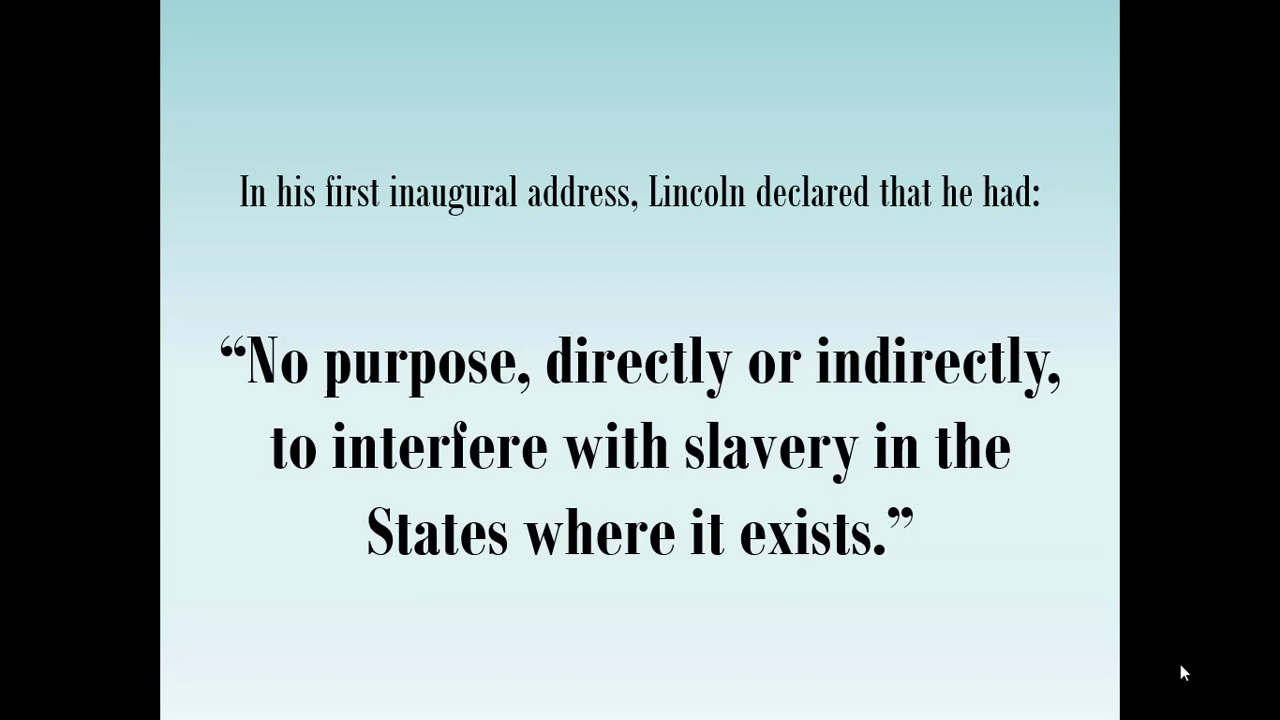 In his first inaugural address, Lincoln declared that he had:
“No purpose, directly or indirectly,
to interfere with slavery in the
States where it exists.”